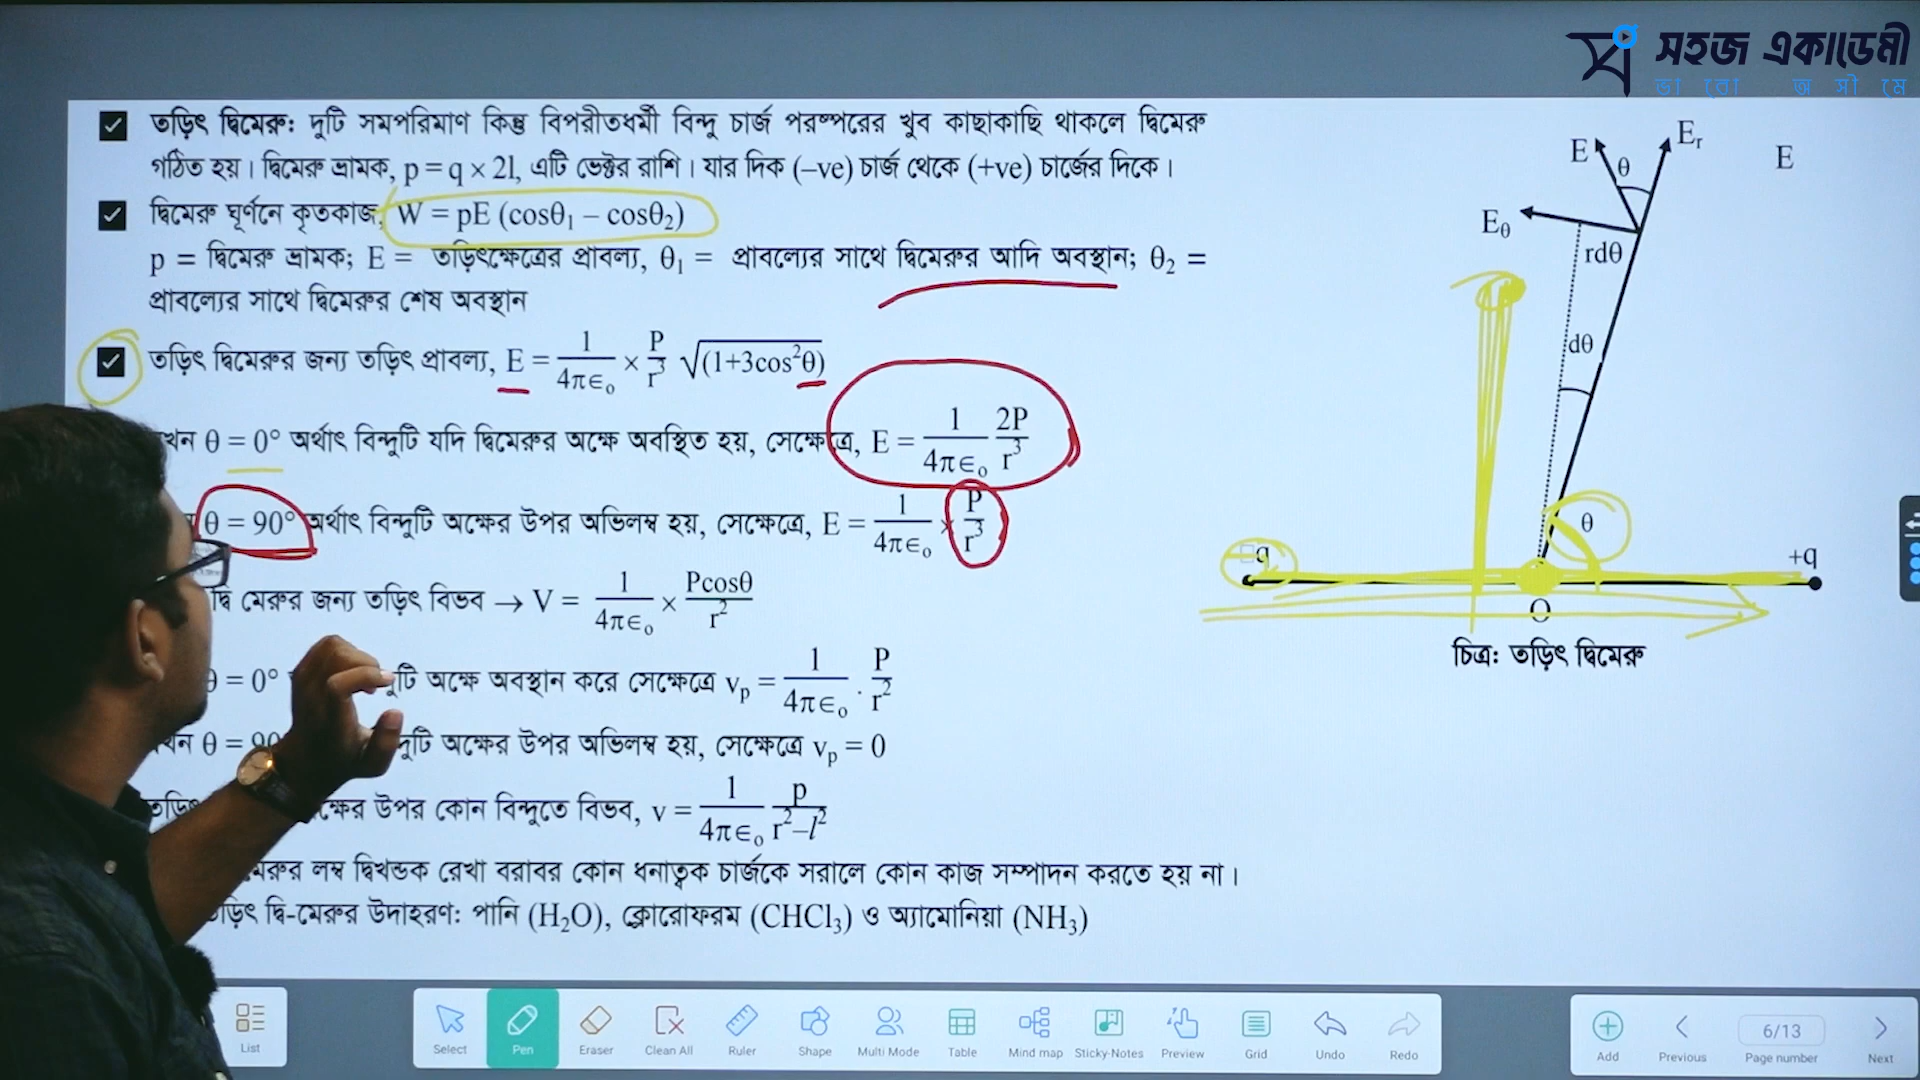 সহজ একাডেমী
ভাবো অসীমে
তড়িৎ দ্বিমেরু: দুটি সমপরিমাণ কিন্তু বিপরীতধর্মী বিন্দু চার্জ পরস্পরের খুব কাছাকাছি থাকলে দ্বিমেরু
গঠিত হয়। দ্বিমেরু ভ্রামক, p = q × 2l, এটি ভেক্টর রাশি। যার দিক (–ve) চার্জ থেকে (+ve) চার্জের দিকে।
দ্বিমেরু ঘূর্ণনে কৃতকাজ, W = pE (cosθ₁ – cosθ₂)
p = দ্বিমেরু ভ্রামক; E = তড়িৎক্ষেত্রের প্রাবল্য, θ₁ = প্রাবল্যের সাথে দ্বিমেরুর আদি অবস্থান; θ₂ =
প্রাবল্যের সাথে দ্বিমেরুর শেষ অবস্থান
তড়িৎ দ্বিমেরুর জন্য তড়িৎ প্রাবল্য, E = 1/4π∈₀ × P/r³ √(1+3cos²θ)
θ = 0° অর্থাৎ বিন্দুটি যদি দ্বিমেরুর অক্ষে অবস্থিত হয়, সেক্ষেত্রে, E = 1/4π∈₀ 2P/r³
θ = 90° অর্থাৎ বিন্দুটি অক্ষের উপর অভিলম্ব হয়, সেক্ষেত্রে, E = 1/4π∈₀ × P/r³
দ্বি মেরুর জন্য তড়িৎ বিভব → V = 1/4π∈₀ × Pcosθ/r²
θ = 0° অক্ষে অবস্থান করে সেক্ষেত্রে vₚ = 1/4π∈₀ . P/r²
θ = 90 অক্ষের উপর অভিলম্ব হয়, সেক্ষেত্রে vₚ = 0
উপর কোন বিন্দুতে বিভব, v = 1/4π∈₀ p/r²–l²
লম্ব দ্বিখন্ডক রেখা বরাবর কোন ধনাত্বক চার্জকে সরালে কোন কাজ সম্পাদন করতে হয় না।
দ্বি-মেরুর উদাহরণ: পানি (H₂O), ক্লোরোফরম (CHCl₃) ও অ্যামোনিয়া (NH₃)
E θ Eᵣ E
E_θ
rdθ
dθ
θ
–q +q
O
চিত্র: তড়িৎ দ্বিমেরু
List Select Pen Eraser Clean All Ruler Shape Multi Mode Table Mind map Sticky-Notes Preview Grid Undo Redo Add Previous 6/13 Page number Next